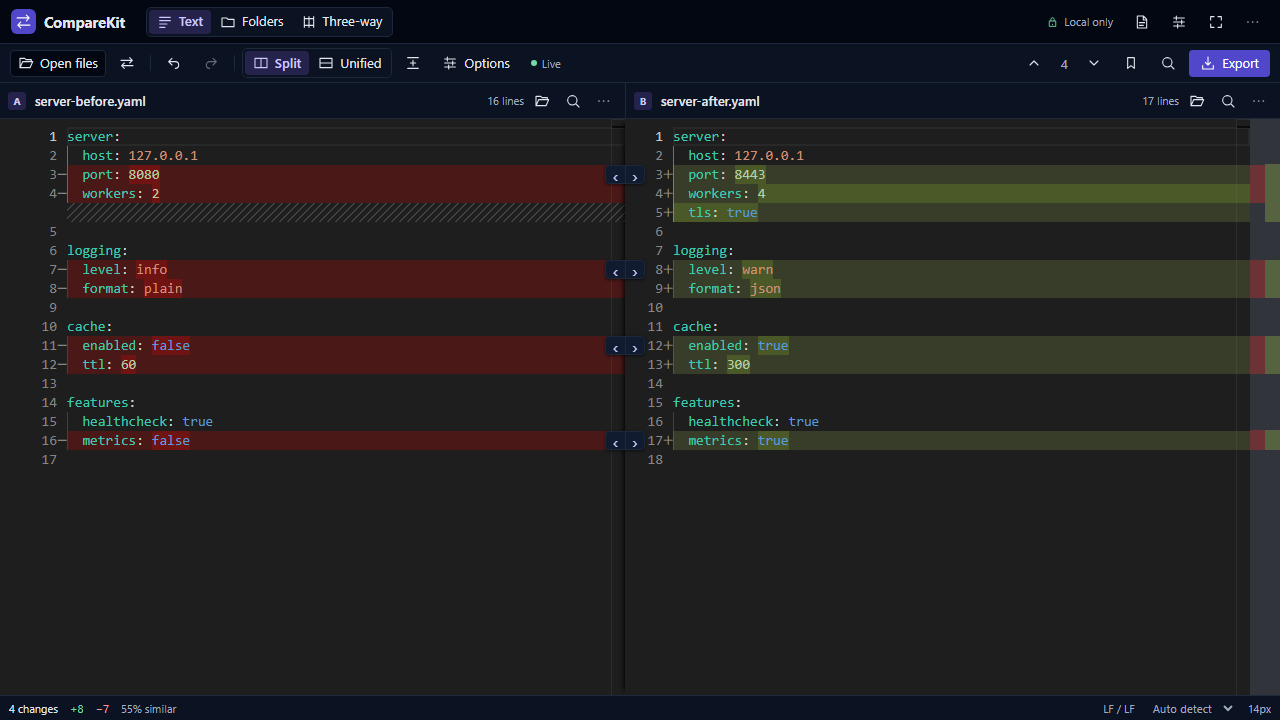 CompareKit Text Folders Three-way Local only ···
Open files Split Unified Options Live 4 Export
A server-before.yaml 16 lines ···
1 server:
2   host: 127.0.0.1
3−   port: 8080
4−   workers: 2
5
6 logging:
7−   level: info
8−   format: plain
9
10 cache:
11−   enabled: false
12−   ttl: 60
13
14 features:
15   healthcheck: true
16−   metrics: false
17
B server-after.yaml 17 lines ···
1 server:
2   host: 127.0.0.1
3+   port: 8443
4+   workers: 4
5+   tls: true
6
7 logging:
8+   level: warn
9+   format: json
10
11 cache:
12+   enabled: true
13+   ttl: 300
14
15 features:
16   healthcheck: true
17+   metrics: true
18
4 changes +8 −7 55% similar LF / LF Auto detect 14px